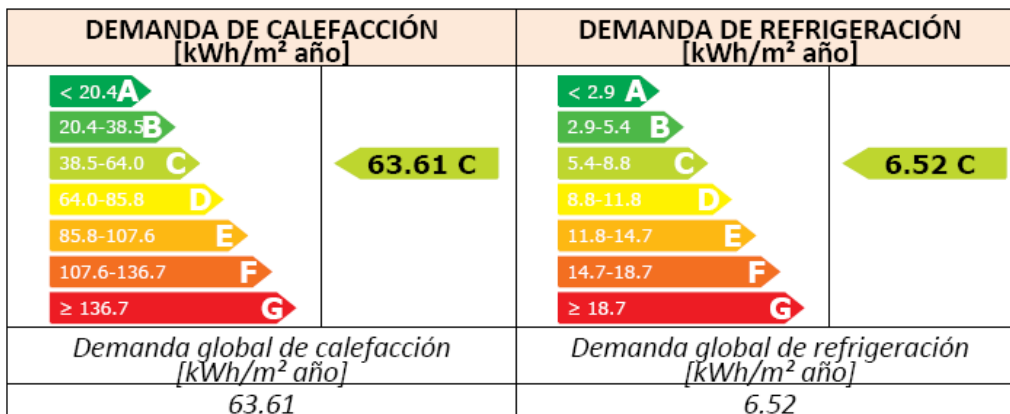 DEMANDA DE CALEFACCIÓN
[kWh/m² año]
DEMANDA DE REFRIGERACIÓN
[kWh/m² año]
< 20.4 A
20.4-38.5 B
38.5-64.0 C
64.0-85.8 D
85.8-107.6 E
107.6-136.7 F
≥ 136.7 G
63.61 C
< 2.9 A
2.9-5.4 B
5.4-8.8 C
8.8-11.8 D
11.8-14.7 E
14.7-18.7 F
≥ 18.7 G
6.52 C
Demanda global de calefacción
[kWh/m² año]
Demanda global de refrigeración
[kWh/m² año]
63.61
6.52